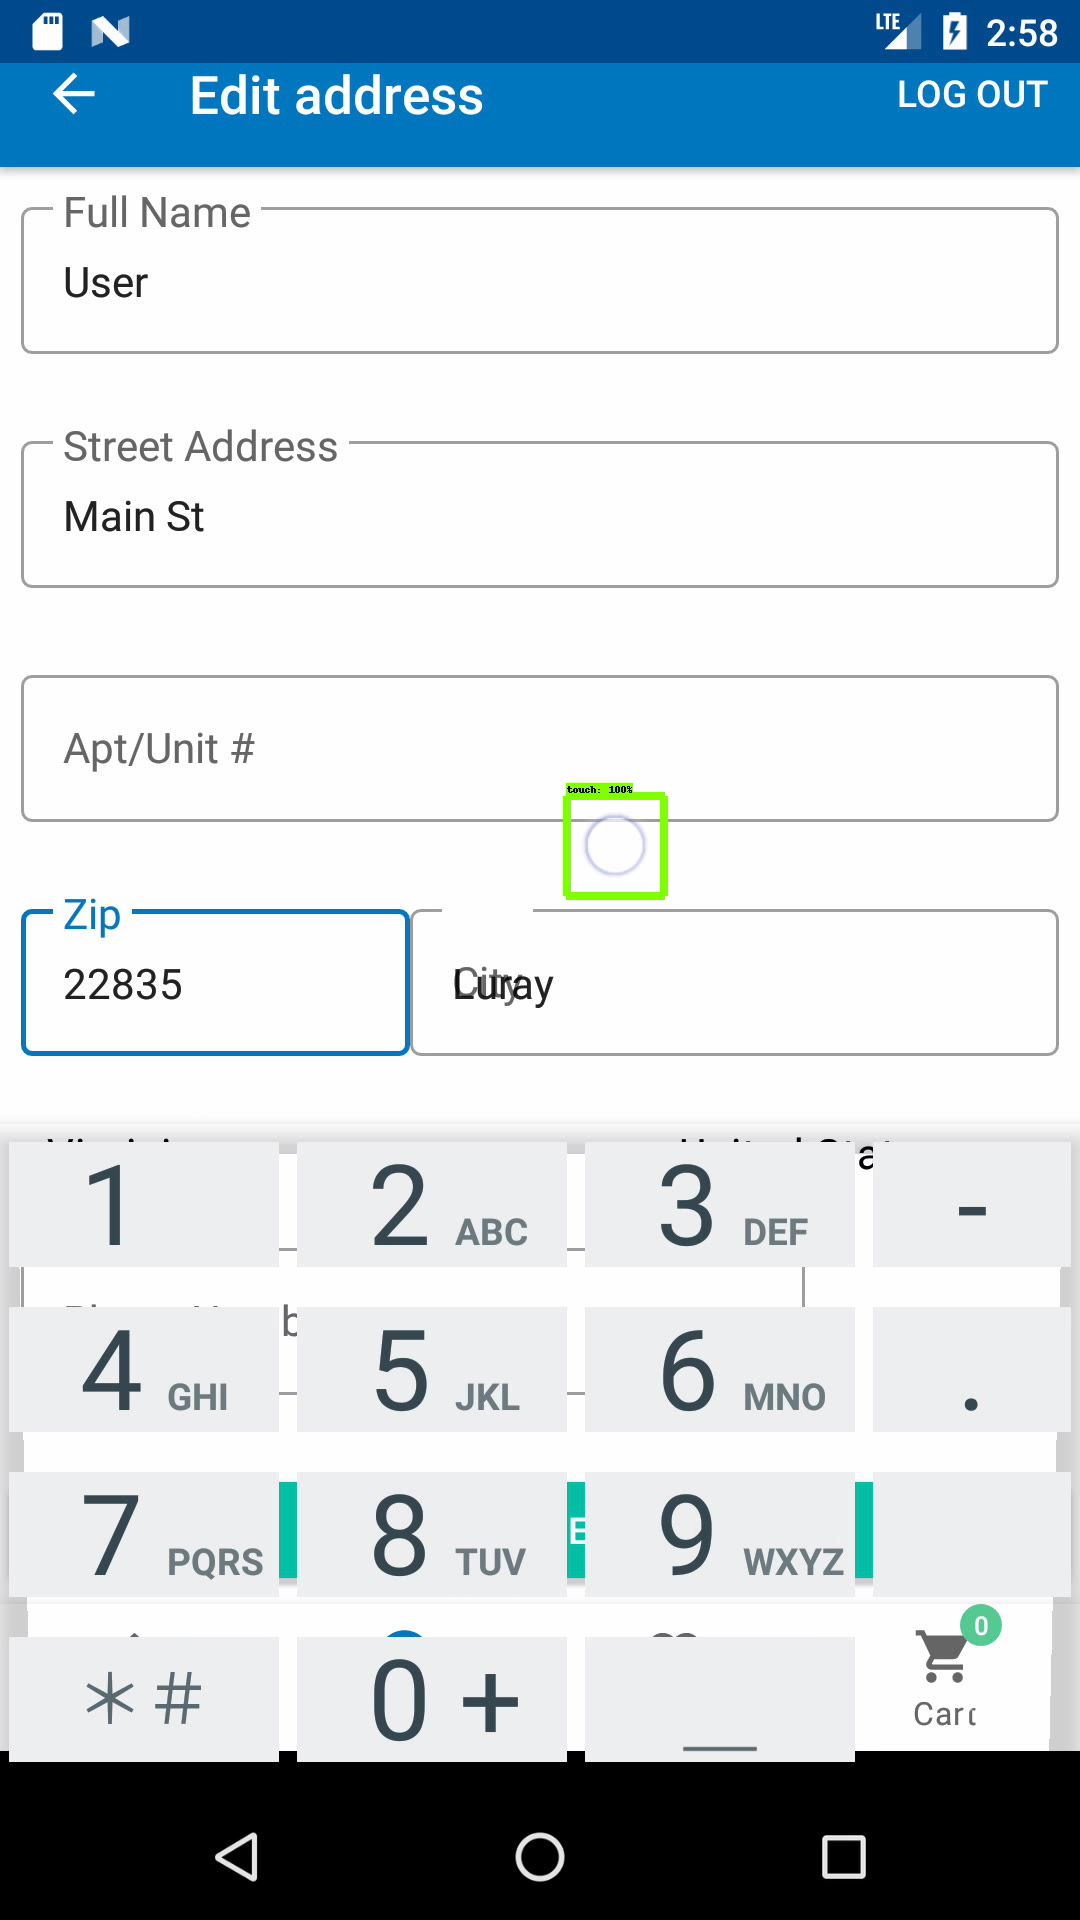 LTE 2:58
Edit address LOG OUT
Full Name
User
Street Address
Main St
Apt/Unit #
touch: 100%
Zip
22835
City
Luray
1 2 ABC 3 DEF -
4 GHI 5 JKL 6 MNO .
7 PQRS 8 TUV 9 WXYZ
* # 0 + _
0